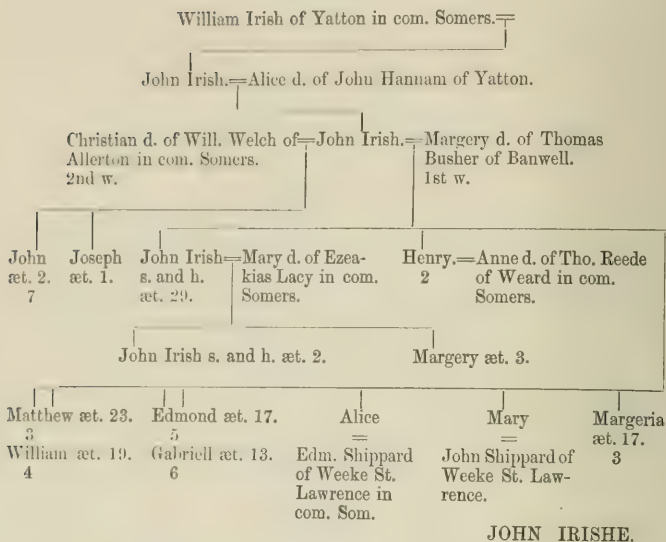 William Irish of Yatton in com. Somers.=
John Irish.=Alice d. of John Hannam of Yatton.
Christian d. of Will. Welch of=John Irish.=Margery d. of Thomas
Allerton in com. Somers. Busher of Banwell.
2nd w. 1st w.
John Joseph John Irish=Mary d. of Ezea- Henry.=Anne d. of Tho. Reede
æt. 2. æt. 1. s. and h. kias Lacy in com. 2 of Weard in com.
7 æt. 29. Somers. Somers.
John Irish s. and h. æt. 2. Margery æt. 3.
Matthew æt. 23. Edmond æt. 17. Alice Mary Margeria
3 5 = = æt. 17.
William æt. 19. Gabriell æt. 13. Edm. Shippard John Shippard of 3
4 6 of Weeke St. Weeke St. Law-
Lawrence in rence.
com. Som.
JOHN IRISHE.